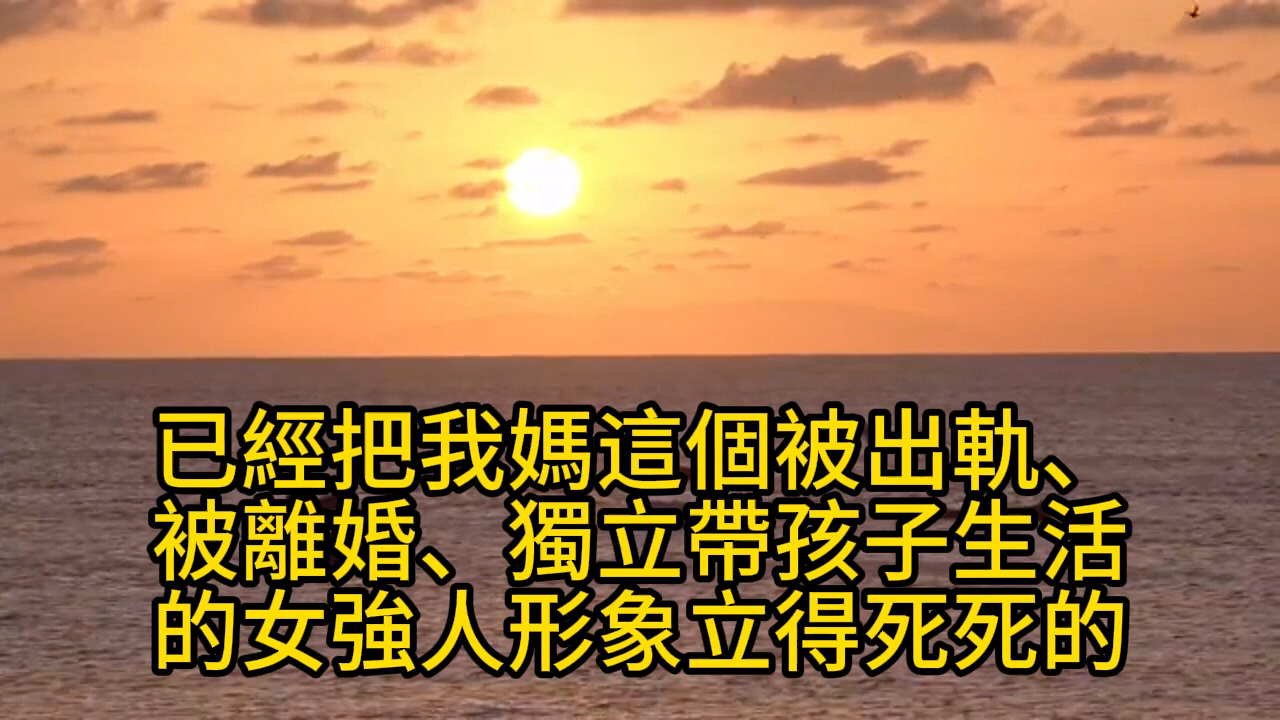 已經把我媽這個被出軌、
被離婚、獨立帶孩子生活
的女強人形象立得死死的